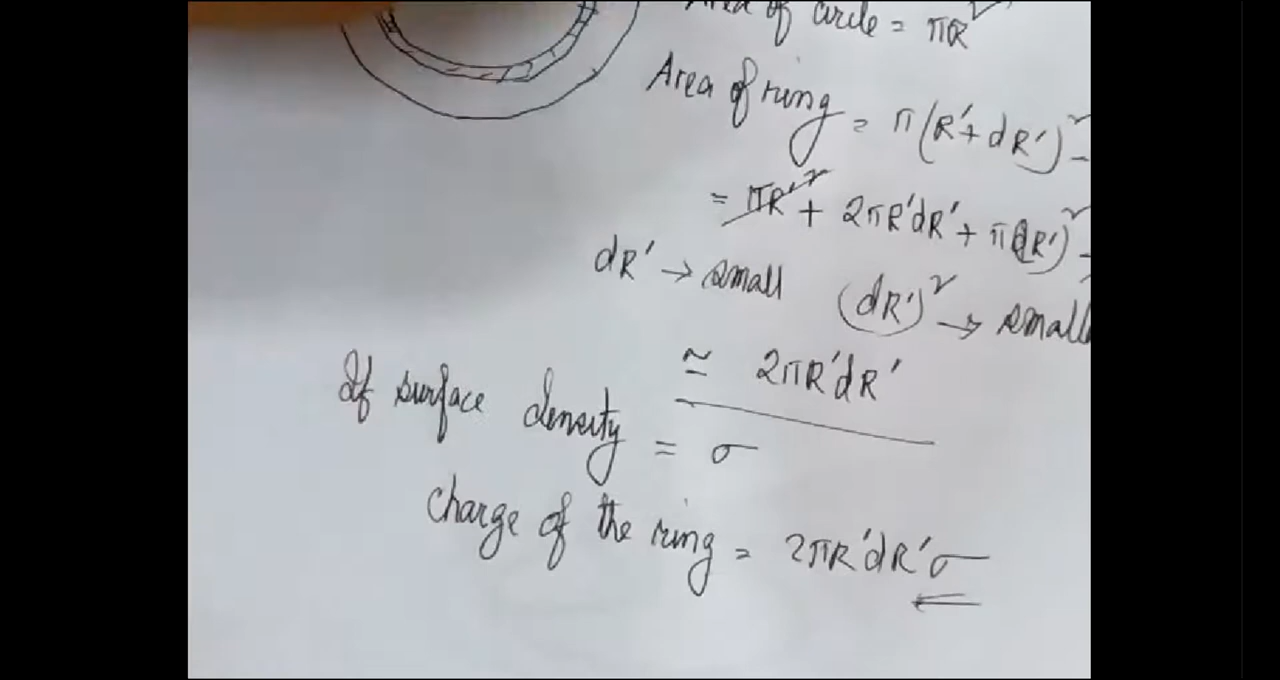 Area of circle = πR²
Area of ring = π(R'+dR')² -
= πR'² + 2πR'dR' + π(dR')² -
dR' → small (dR')² → small
≃ 2πR'dR'
If surface density = σ
Charge of the ring = 2πR'dR'σ